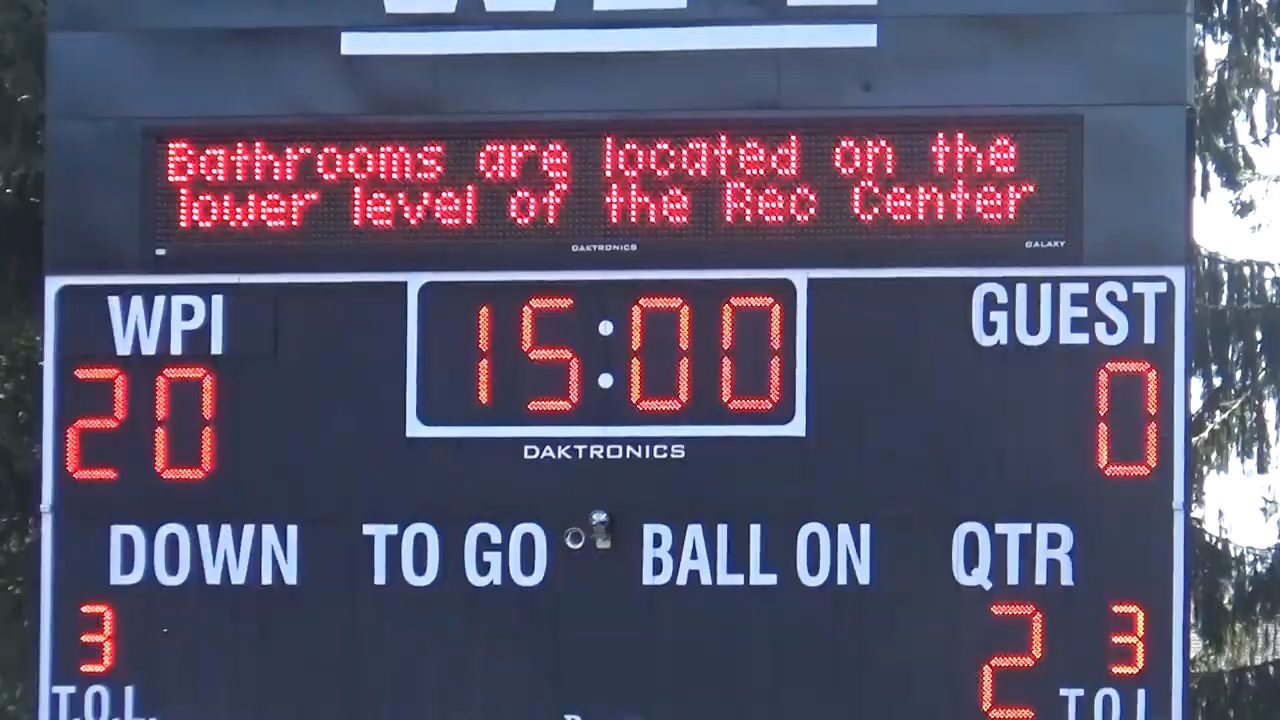 WPI
Bathrooms are located on the
lower level of the Rec Center
DAKTRONICS
GALAXY
WPI
15:00
GUEST
20
0
DAKTRONICS
DOWN TO GO BALL ON QTR
3
2
3
T.O.L.
T.O.L.